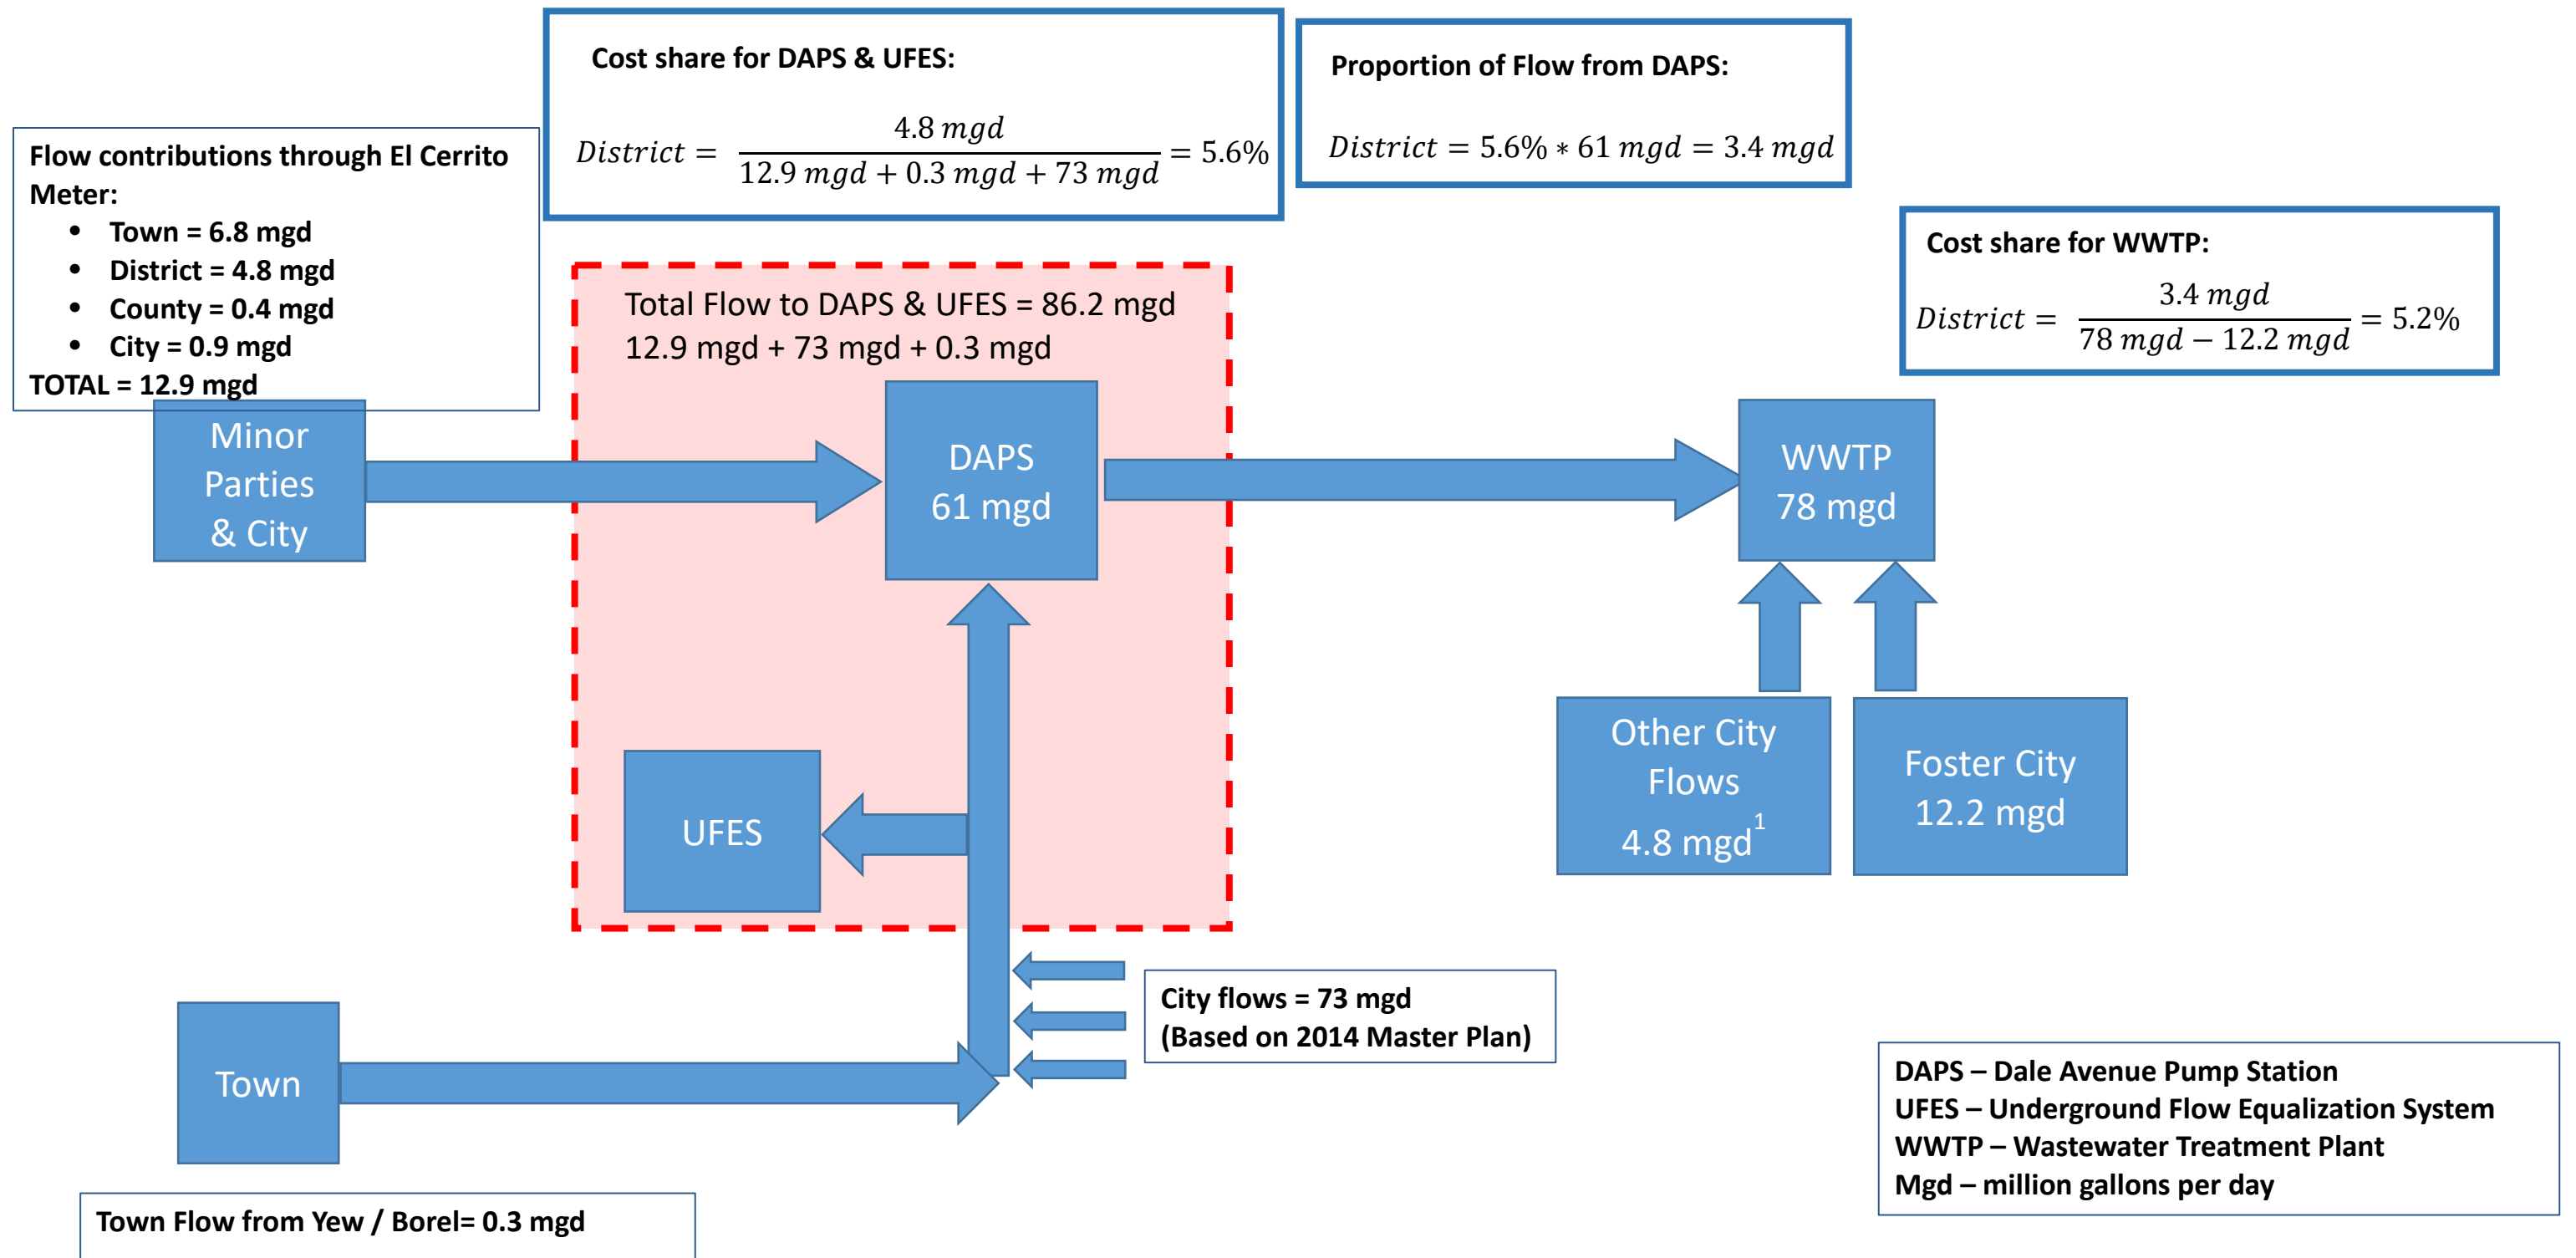 Cost share for DAPS & UFES:
District = 4.8 mgd / 12.9 mgd + 0.3 mgd + 73 mgd = 5.6%
Proportion of Flow from DAPS:
District = 5.6% * 61 mgd = 3.4 mgd
Flow contributions through El Cerrito
Meter:
• Town = 6.8 mgd
• District = 4.8 mgd
• County = 0.4 mgd
• City = 0.9 mgd
TOTAL = 12.9 mgd
Cost share for WWTP:
District = 3.4 mgd / 78 mgd − 12.2 mgd = 5.2%
Total Flow to DAPS & UFES = 86.2 mgd
12.9 mgd + 73 mgd + 0.3 mgd
Minor
Parties
& City
DAPS
61 mgd
WWTP
78 mgd
UFES
Other City
Flows
4.8 mgd¹
Foster City
12.2 mgd
City flows = 73 mgd
(Based on 2014 Master Plan)
Town
Town Flow from Yew / Borel= 0.3 mgd
DAPS – Dale Avenue Pump Station
UFES – Underground Flow Equalization System
WWTP – Wastewater Treatment Plant
Mgd – million gallons per day